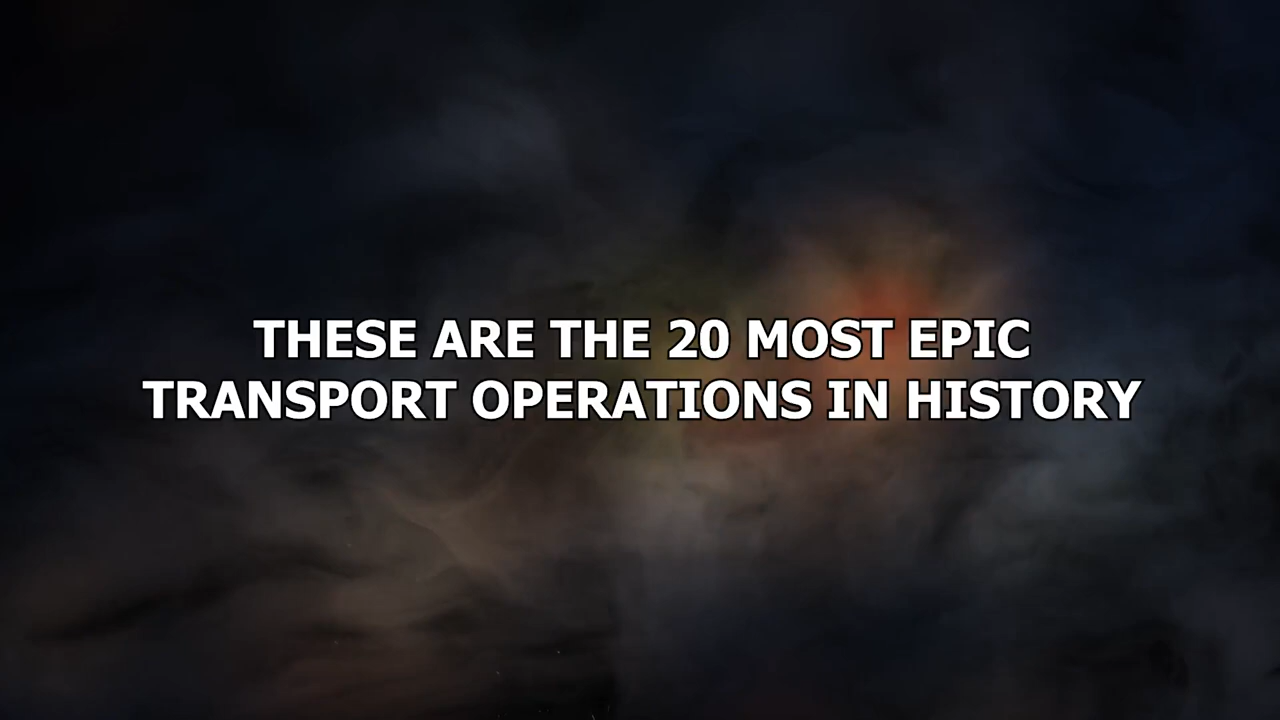 THESE ARE THE 20 MOST EPIC
TRANSPORT OPERATIONS IN HISTORY